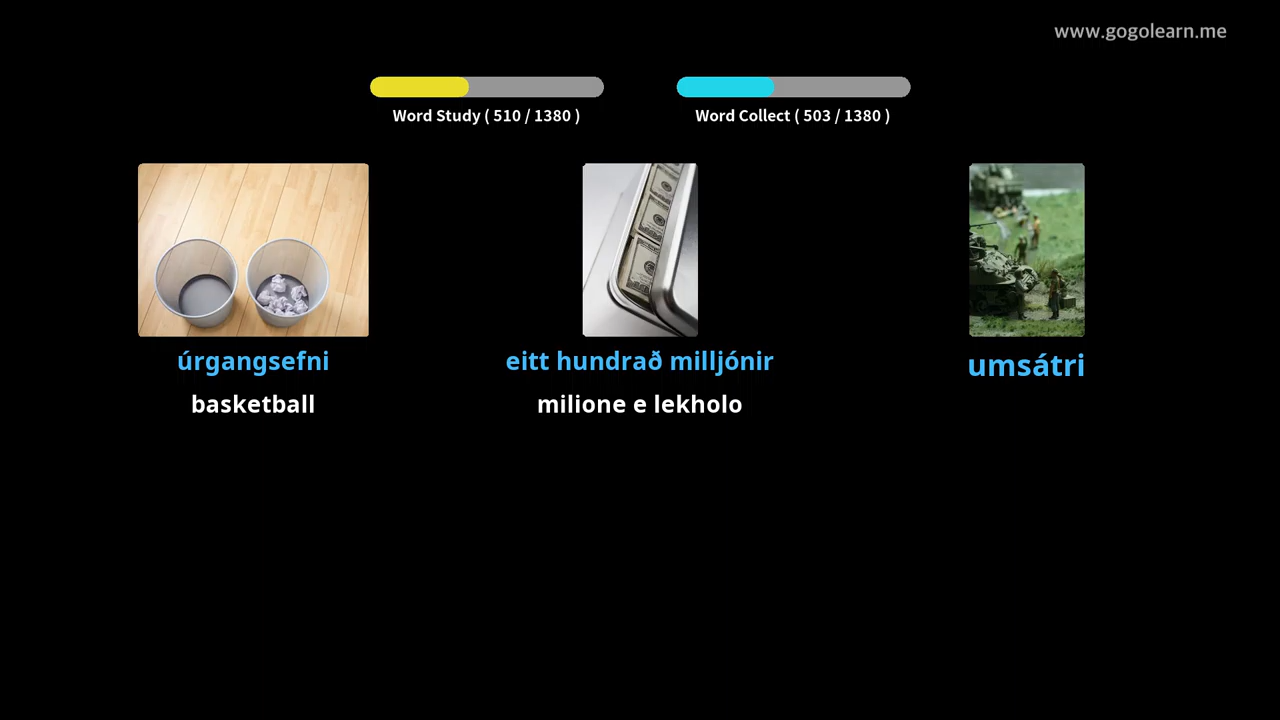 www.gogolearn.me
Word Study ( 510 / 1380 )
Word Collect ( 503 / 1380 )
úrgangsefni
basketball
eitt hundrað milljónir
milione e lekholo
umsátri